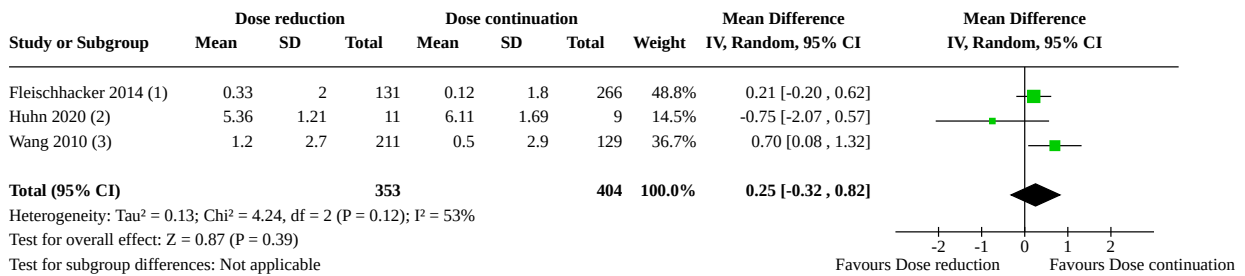 Dose reduction Dose continuation Mean Difference Mean Difference
Study or Subgroup Mean SD Total Mean SD Total Weight IV, Random, 95% CI IV, Random, 95% CI
Fleischhacker 2014 (1) 0.33 2 131 0.12 1.8 266 48.8% 0.21 [-0.20 , 0.62]
Huhn 2020 (2) 5.36 1.21 11 6.11 1.69 9 14.5% -0.75 [-2.07 , 0.57]
Wang 2010 (3) 1.2 2.7 211 0.5 2.9 129 36.7% 0.70 [0.08 , 1.32]
Total (95% CI) 353 404 100.0% 0.25 [-0.32 , 0.82]
Heterogeneity: Tau² = 0.13; Chi² = 4.24, df = 2 (P = 0.12); I² = 53%
Test for overall effect: Z = 0.87 (P = 0.39) -2 -1 0 1 2
Test for subgroup differences: Not applicable Favours Dose reduction Favours Dose continuation